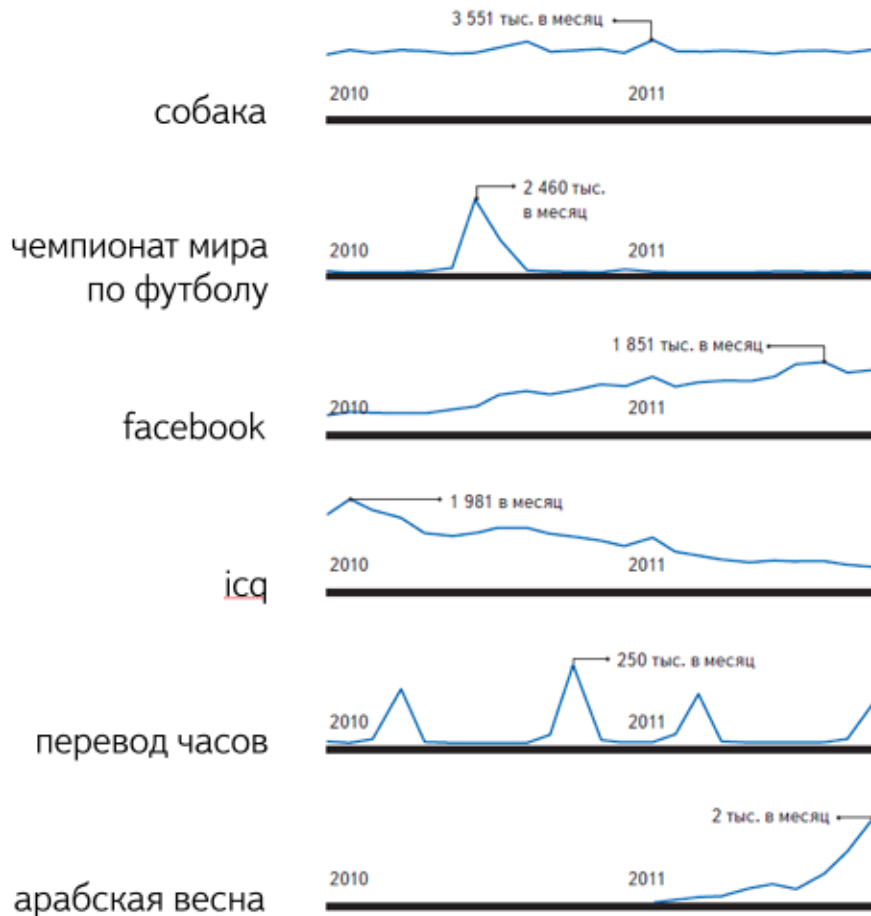 3 551 тыс. в месяц
2010 2011
собака
2 460 тыс.
в месяц
чемпионат мира
по футболу
2010 2011
1 851 тыс. в месяц
2010 2011
facebook
1 981 в месяц
2010 2011
icq
250 тыс. в месяц
2010 2011
перевод часов
2 тыс. в месяц
2010 2011
арабская весна